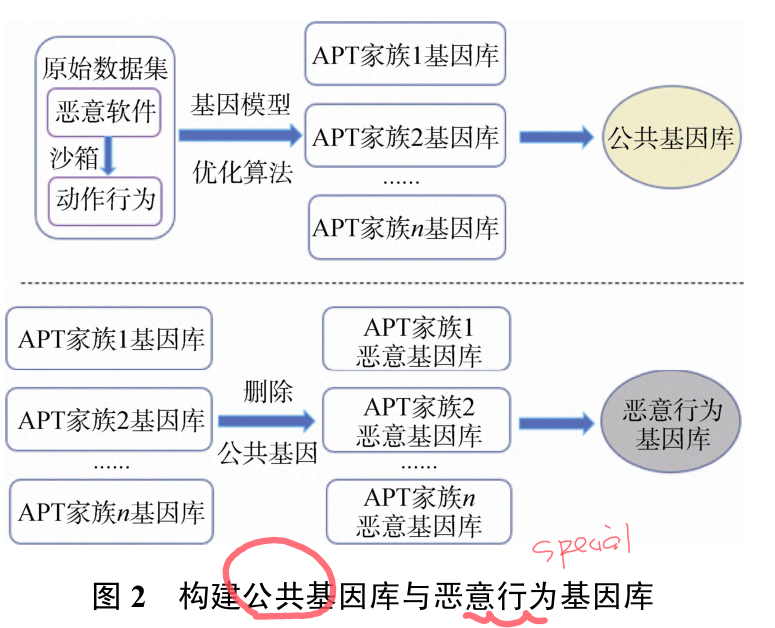 原始数据集
恶意软件
沙箱
动作行为
基因模型
优化算法
APT家族1基因库
APT家族2基因库
......
APT家族n基因库
公共基因库
APT家族1基因库
APT家族2基因库
......
APT家族n基因库
删除
公共基因
APT家族1
恶意基因库
APT家族2
恶意基因库
......
APT家族n
恶意基因库
恶意行为
基因库
special
图 2 构建公共基因库与恶意行为基因库